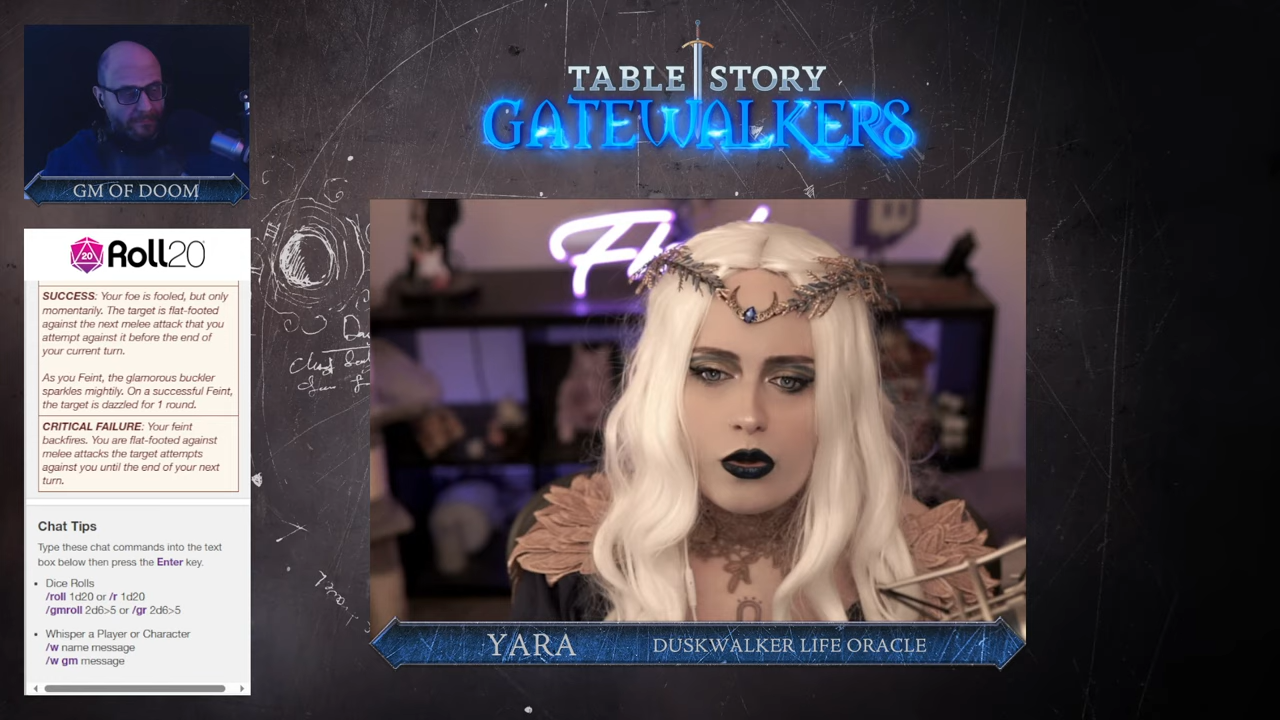 TABLE STORY
GATEWALKERS
GM OF DOOM
20 Roll20
SUCCESS: Your foe is fooled, but only
momentarily. The target is flat-footed
against the next melee attack that you
attempt against it before the end of
your current turn.
As you Feint, the glamorous buckler
sparkles mightily. On a successful Feint,
the target is dazzled for 1 round.
CRITICAL FAILURE: Your feint
backfires. You are flat-footed against
melee attacks the target attempts
against you until the end of your next
turn.
Chat Tips
Type these chat commands into the text
box below then press the Enter key.
• Dice Rolls
/roll 1d20 or /r 1d20
/gmroll 2d6>5 or /gr 2d6>5
• Whisper a Player or Character
/w name message
/w gm message
YARA DUSKWALKER LIFE ORACLE